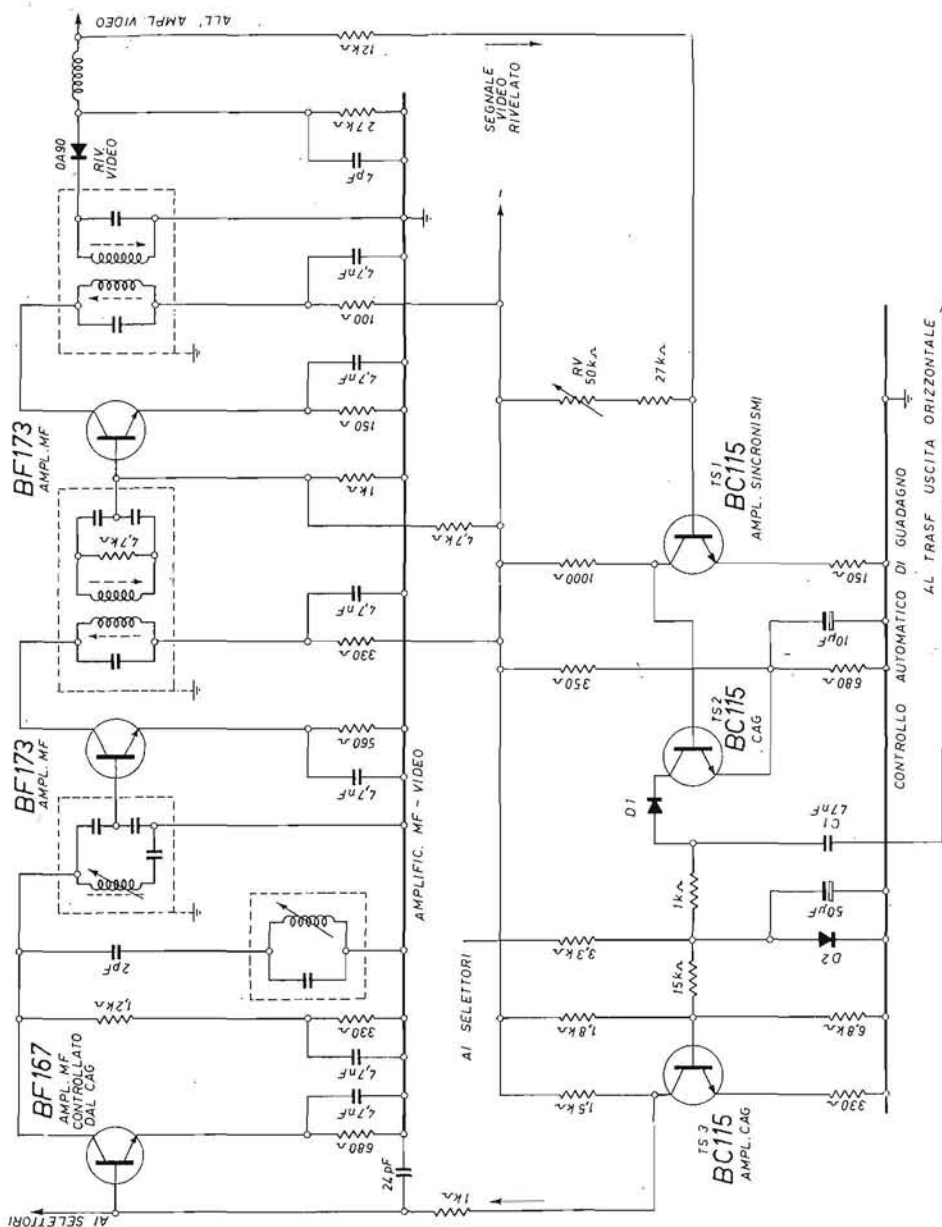 AI SELETTORI
BF167
AMPL. MF
CONTROLLATO
DAL CAG
BF173
AMPL. MF
BF173
AMPL. MF
RIV.
VIDEO
OA90
ALL' AMPL. VIDEO
1,2kΩ
2pF
4,7kΩ
24pF
680Ω
4,7nF
4,7nF
330Ω
4,7nF
560Ω
330Ω
4,7nF
1kΩ
150Ω
4,7nF
100Ω
4,7nF
4pF
27kΩ
12kΩ
AMPLIFIC. MF - VIDEO
4,7kΩ
SEGNALE
VIDEO
RIVELATO
1kΩ
AI SELETTORI
1,5kΩ
1,8kΩ
3,3kΩ
350Ω
1000Ω
RV
50kΩ
27kΩ
15kΩ
1kΩ
D1
TS3
BC115
AMPL. CAG
TS2
BC115
CAG
TS1
BC115
AMPL. SINCRONISMI
330Ω
6,8kΩ
D2
50µF
C1
47nF
680Ω
10µF
150Ω
CONTROLLO AUTOMATICO DI GUADAGNO
AL TRASF USCITA ORIZZONTALE